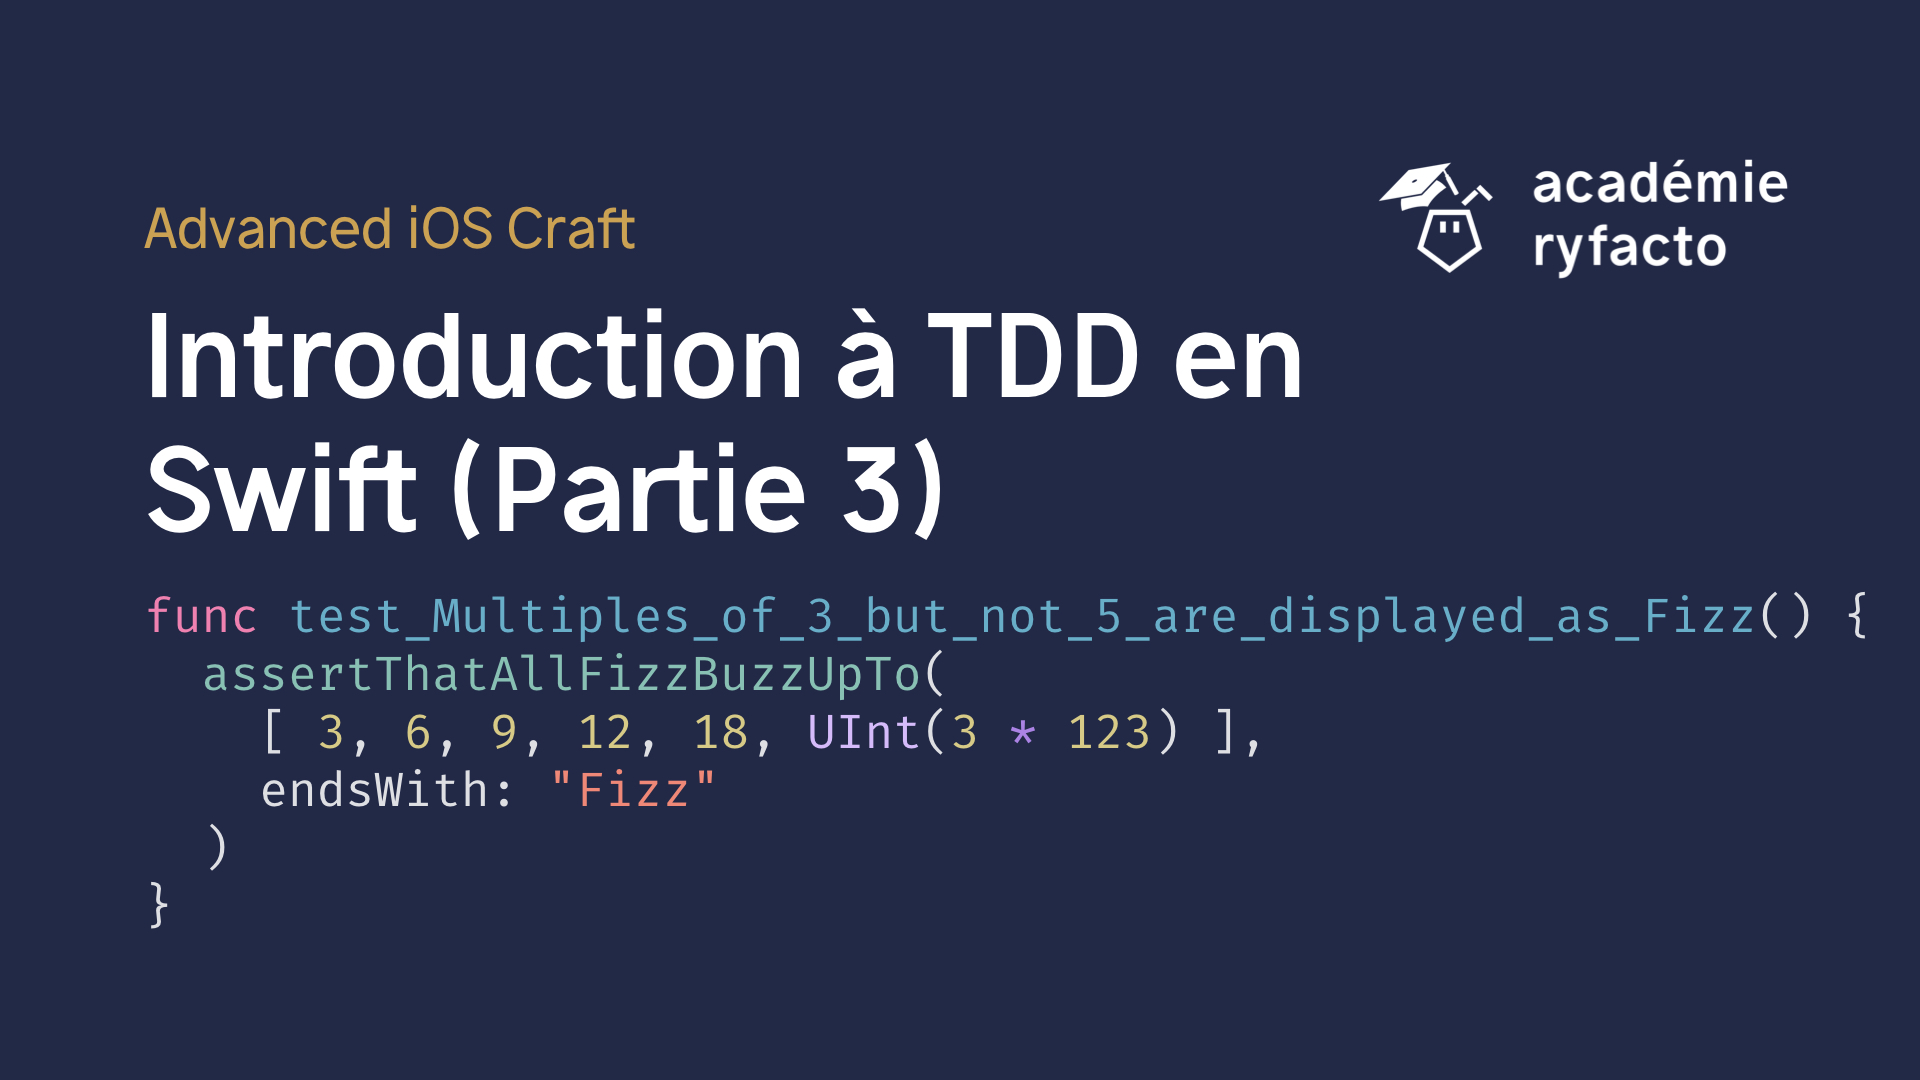 Advanced iOS Craft
académie
ryfacto
Introduction à TDD en
Swift (Partie 3)
func test_Multiples_of_3_but_not_5_are_displayed_as_Fizz() {
  assertThatAllFizzBuzzUpTo(
    [ 3, 6, 9, 12, 18, UInt(3 * 123) ],
    endsWith: "Fizz"
  )
}